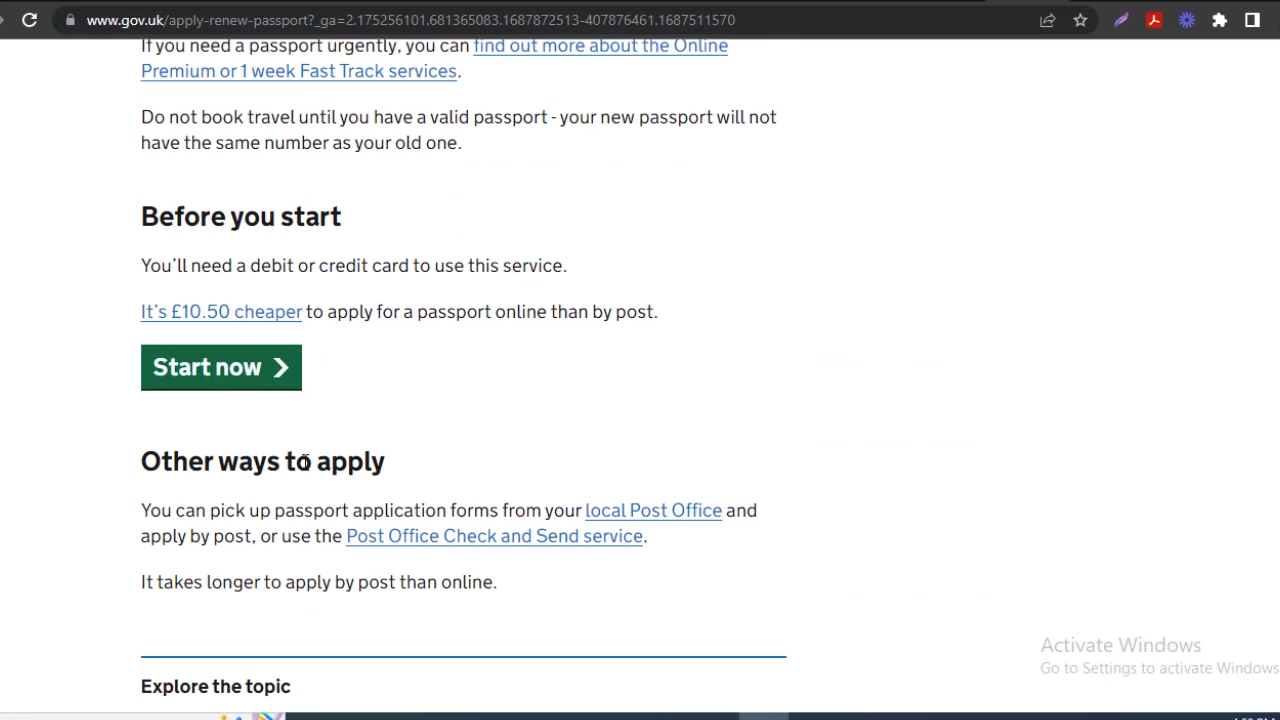 www.gov.uk/apply-renew-passport?_ga=2.175256101.681365083.1687872513-407876461.1687511570
If you need a passport urgently, you can find out more about the Online
Premium or 1 week Fast Track services.
Do not book travel until you have a valid passport - your new passport will not
have the same number as your old one.
Before you start
You’ll need a debit or credit card to use this service.
It’s £10.50 cheaper to apply for a passport online than by post.
Start now
Other ways to apply
You can pick up passport application forms from your local Post Office and
apply by post, or use the Post Office Check and Send service.
It takes longer to apply by post than online.
Activate Windows
Go to Settings to activate Windows
Explore the topic